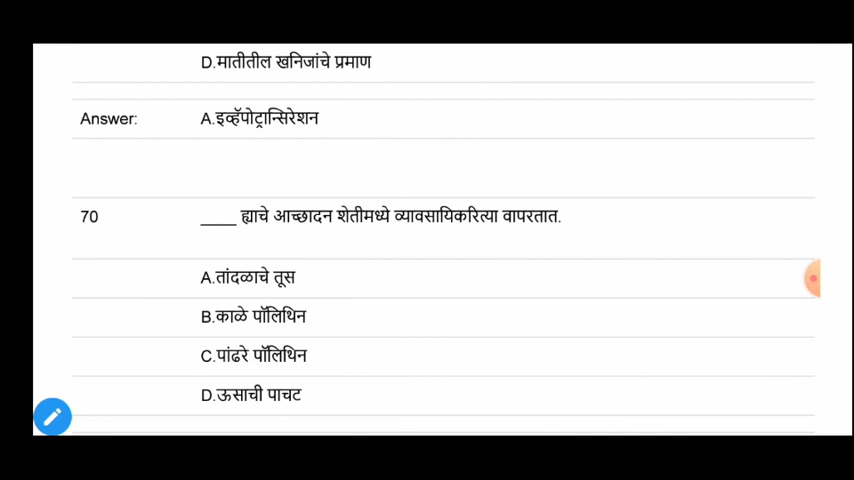 D.मातीतील खनिजांचे प्रमाण
Answer: A.इव्हॅपोट्रान्सिरेशन
70 ____ ह्याचे आच्छादन शेतीमध्ये व्यावसायिकरित्या वापरतात.
A.तांदळाचे तूस
B.काळे पॉलिथिन
C.पांढरे पॉलिथिन
D.ऊसाची पाचट